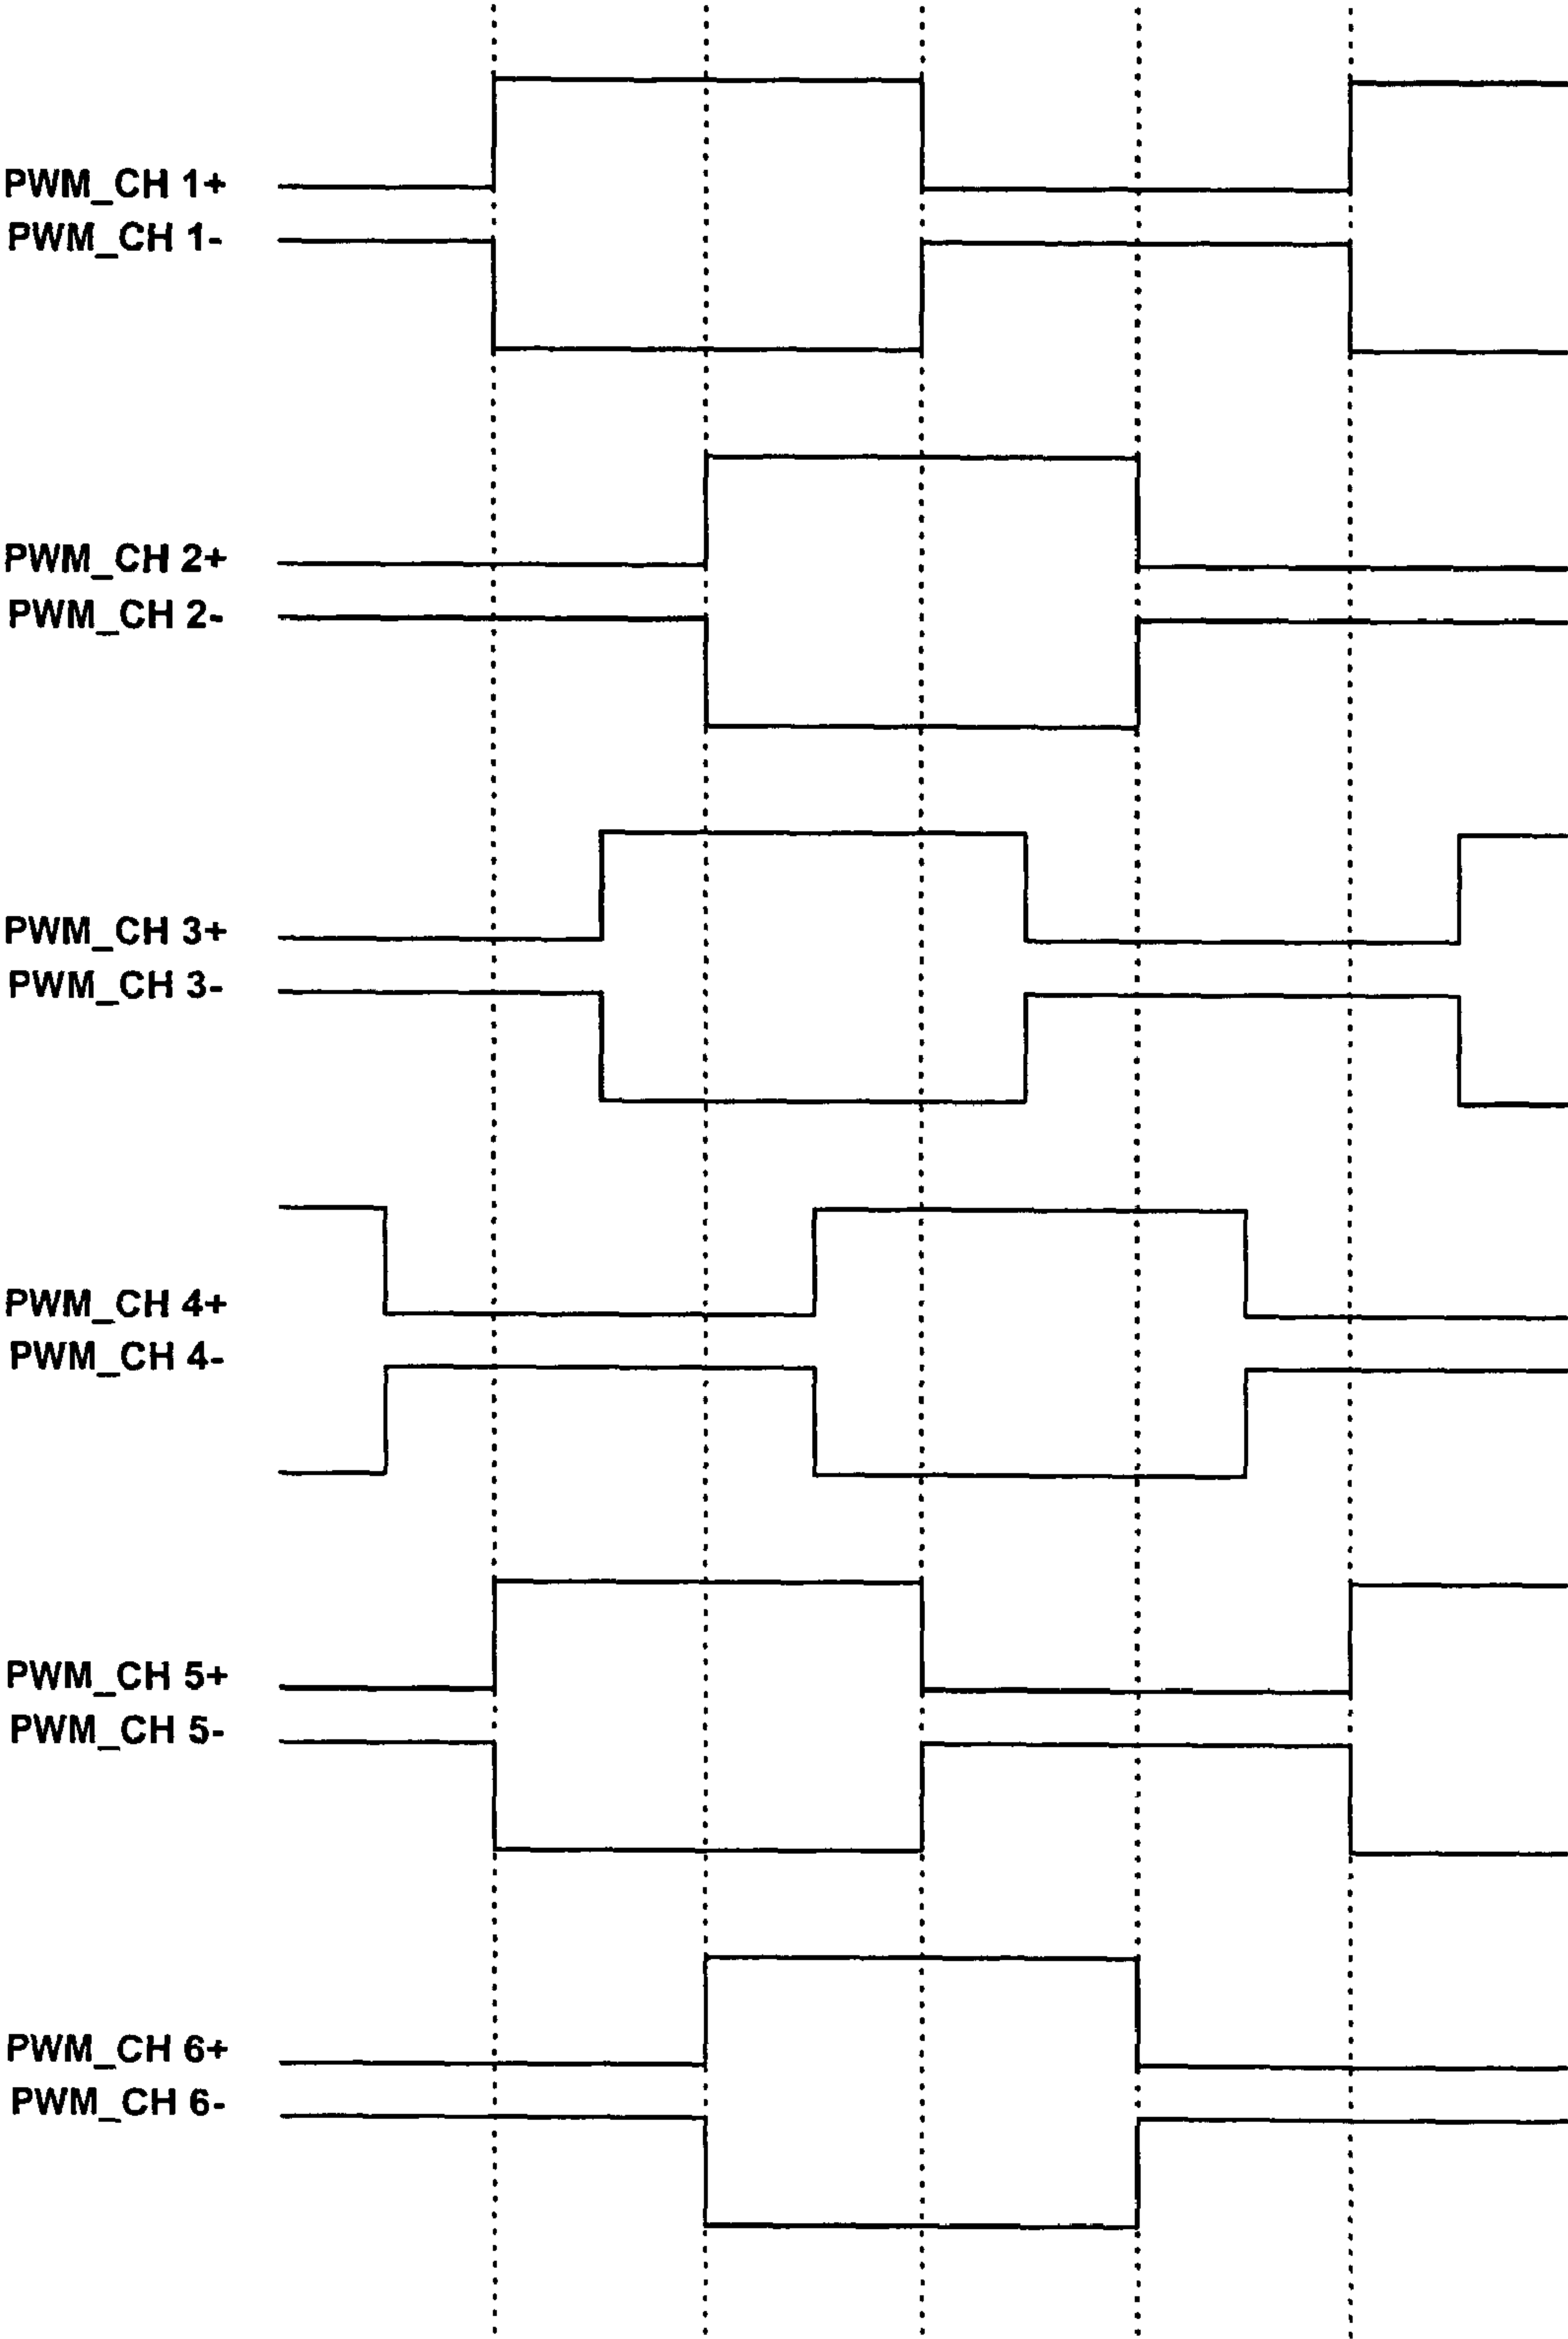 PWM_CH 1+
PWM_CH 1-
PWM_CH 2+
PWM_CH 2-
PWM_CH 3+
PWM_CH 3-
PWM_CH 4+
PWM_CH 4-
PWM_CH 5+
PWM_CH 5-
PWM_CH 6+
PWM_CH 6-